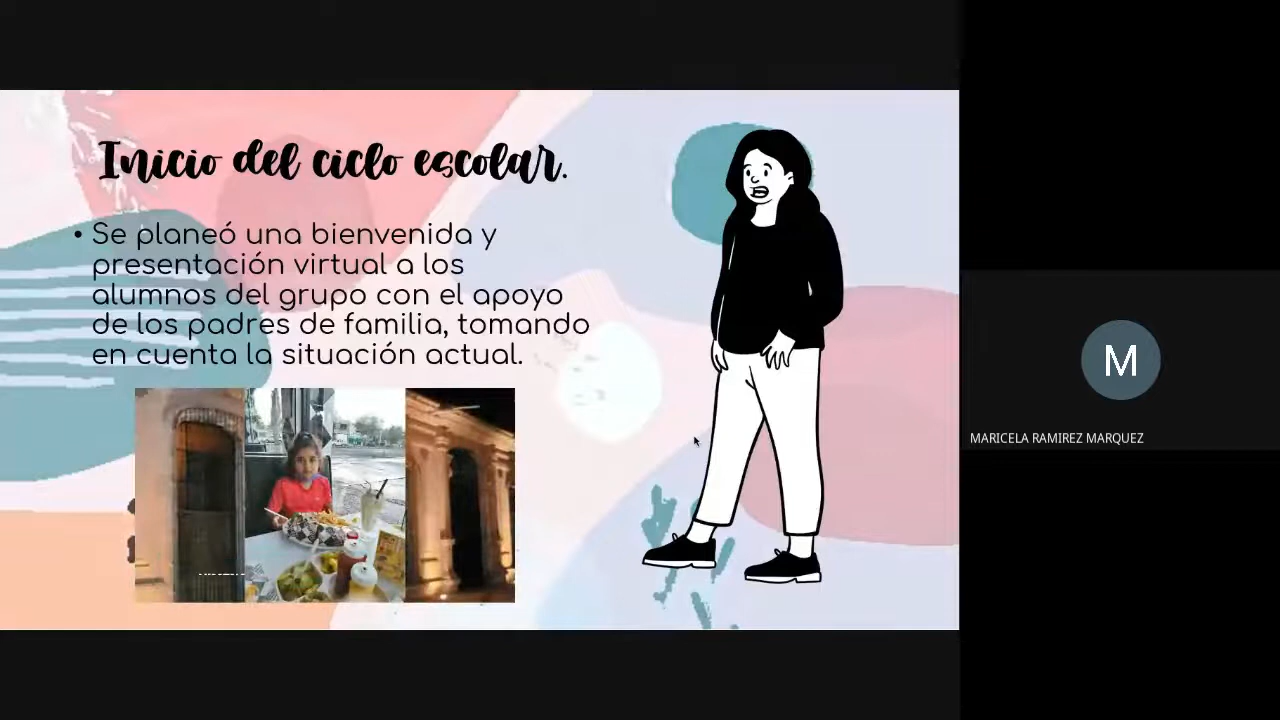 Inicio del ciclo escolar.
• Se planeó una bienvenida y
presentación virtual a los
alumnos del grupo con el apoyo
de los padres de familia, tomando
en cuenta la situación actual.
M
MARICELA RAMIREZ MARQUEZ